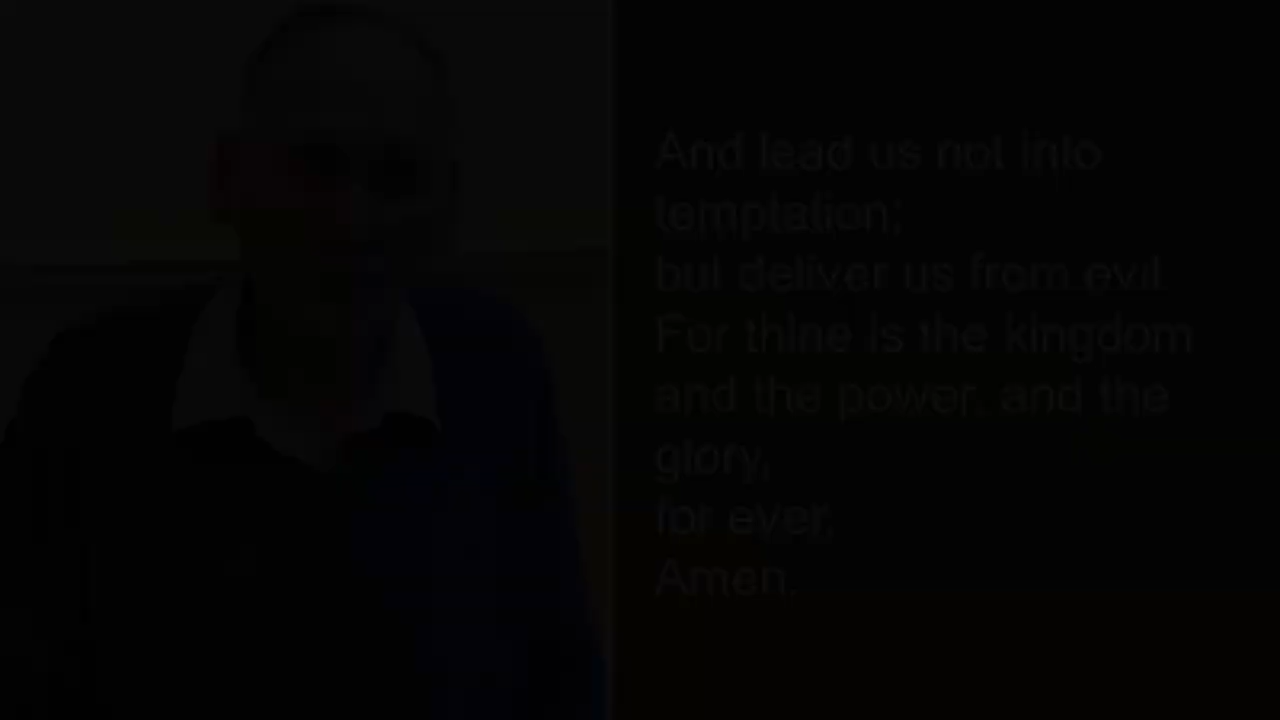 And lead us not into
temptation;
but deliver us from evil.
For thine is the kingdom
and the power, and the
glory,
for ever,
Amen.